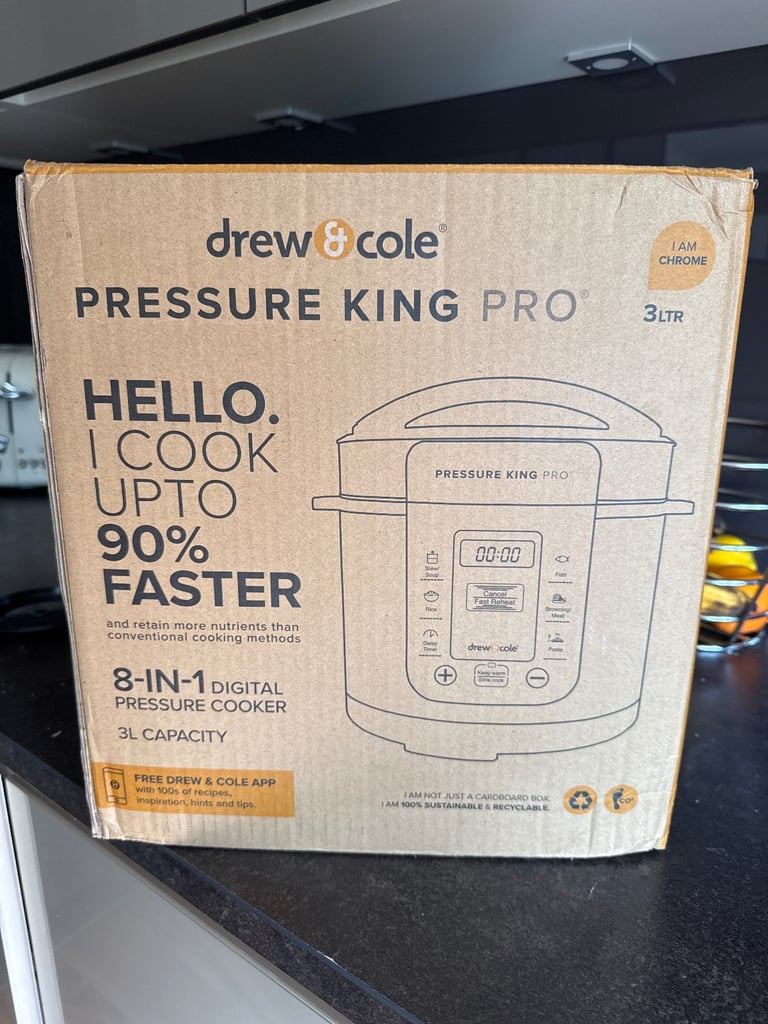 drew&cole®
I AM
CHROME
PRESSURE KING PRO®
3LTR
HELLO.
I COOK
UPTO
90%
FASTER
and retain more nutrients than
conventional cooking methods
8-IN-1 DIGITAL
PRESSURE COOKER
3L CAPACITY
FREE DREW & COLE APP
with 100s of recipes,
inspiration, hints and tips.
PRESSURE KING PRO®
00:00
Stew/
Soup
Fish
Cancel
Fast Reheat
Rice
Browning/
Meat
Delay
Timer
drew&cole®
Pasta
+
Keep warm
Slow cook
−
I AM NOT JUST A CARDBOARD BOX
I AM 100% SUSTAINABLE & RECYCLABLE.
CO²